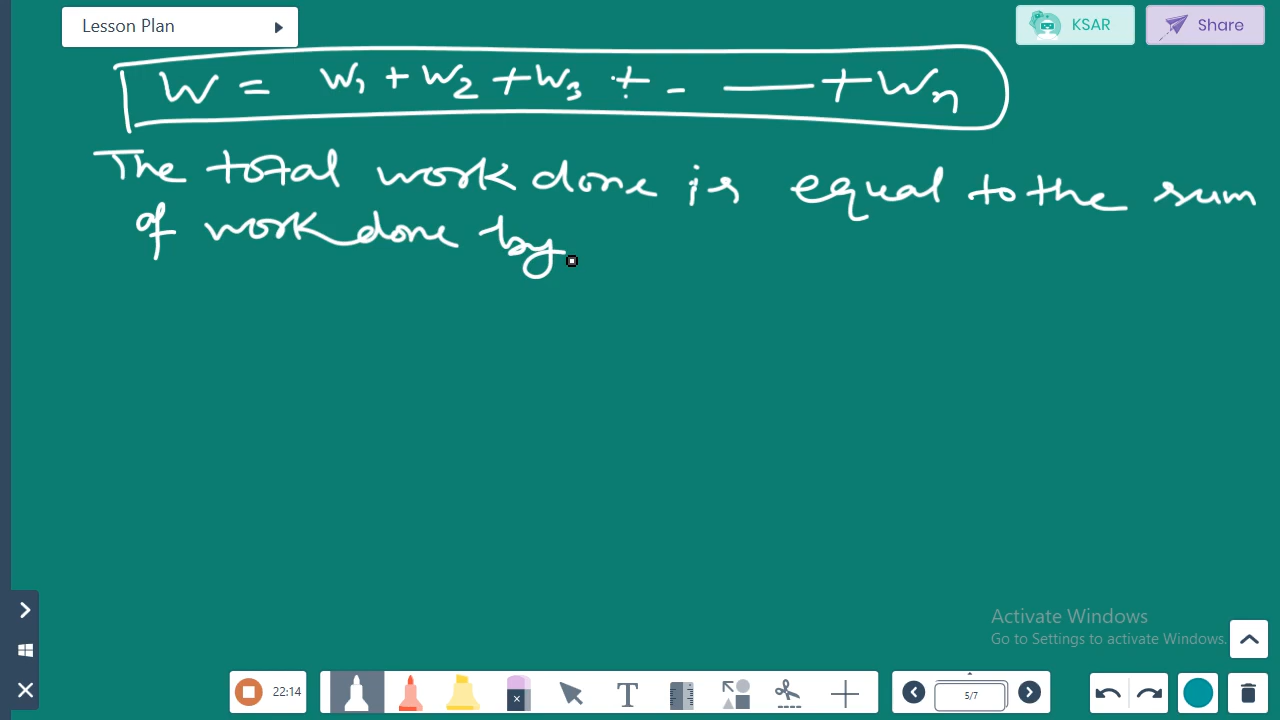 Lesson Plan
KSAR
Share
W = W1 + W2 + W3 + - — + Wn
The total work done is equal to the sum
of work done by
Activate Windows
Go to Settings to activate Windows.
22:14
T
5/7